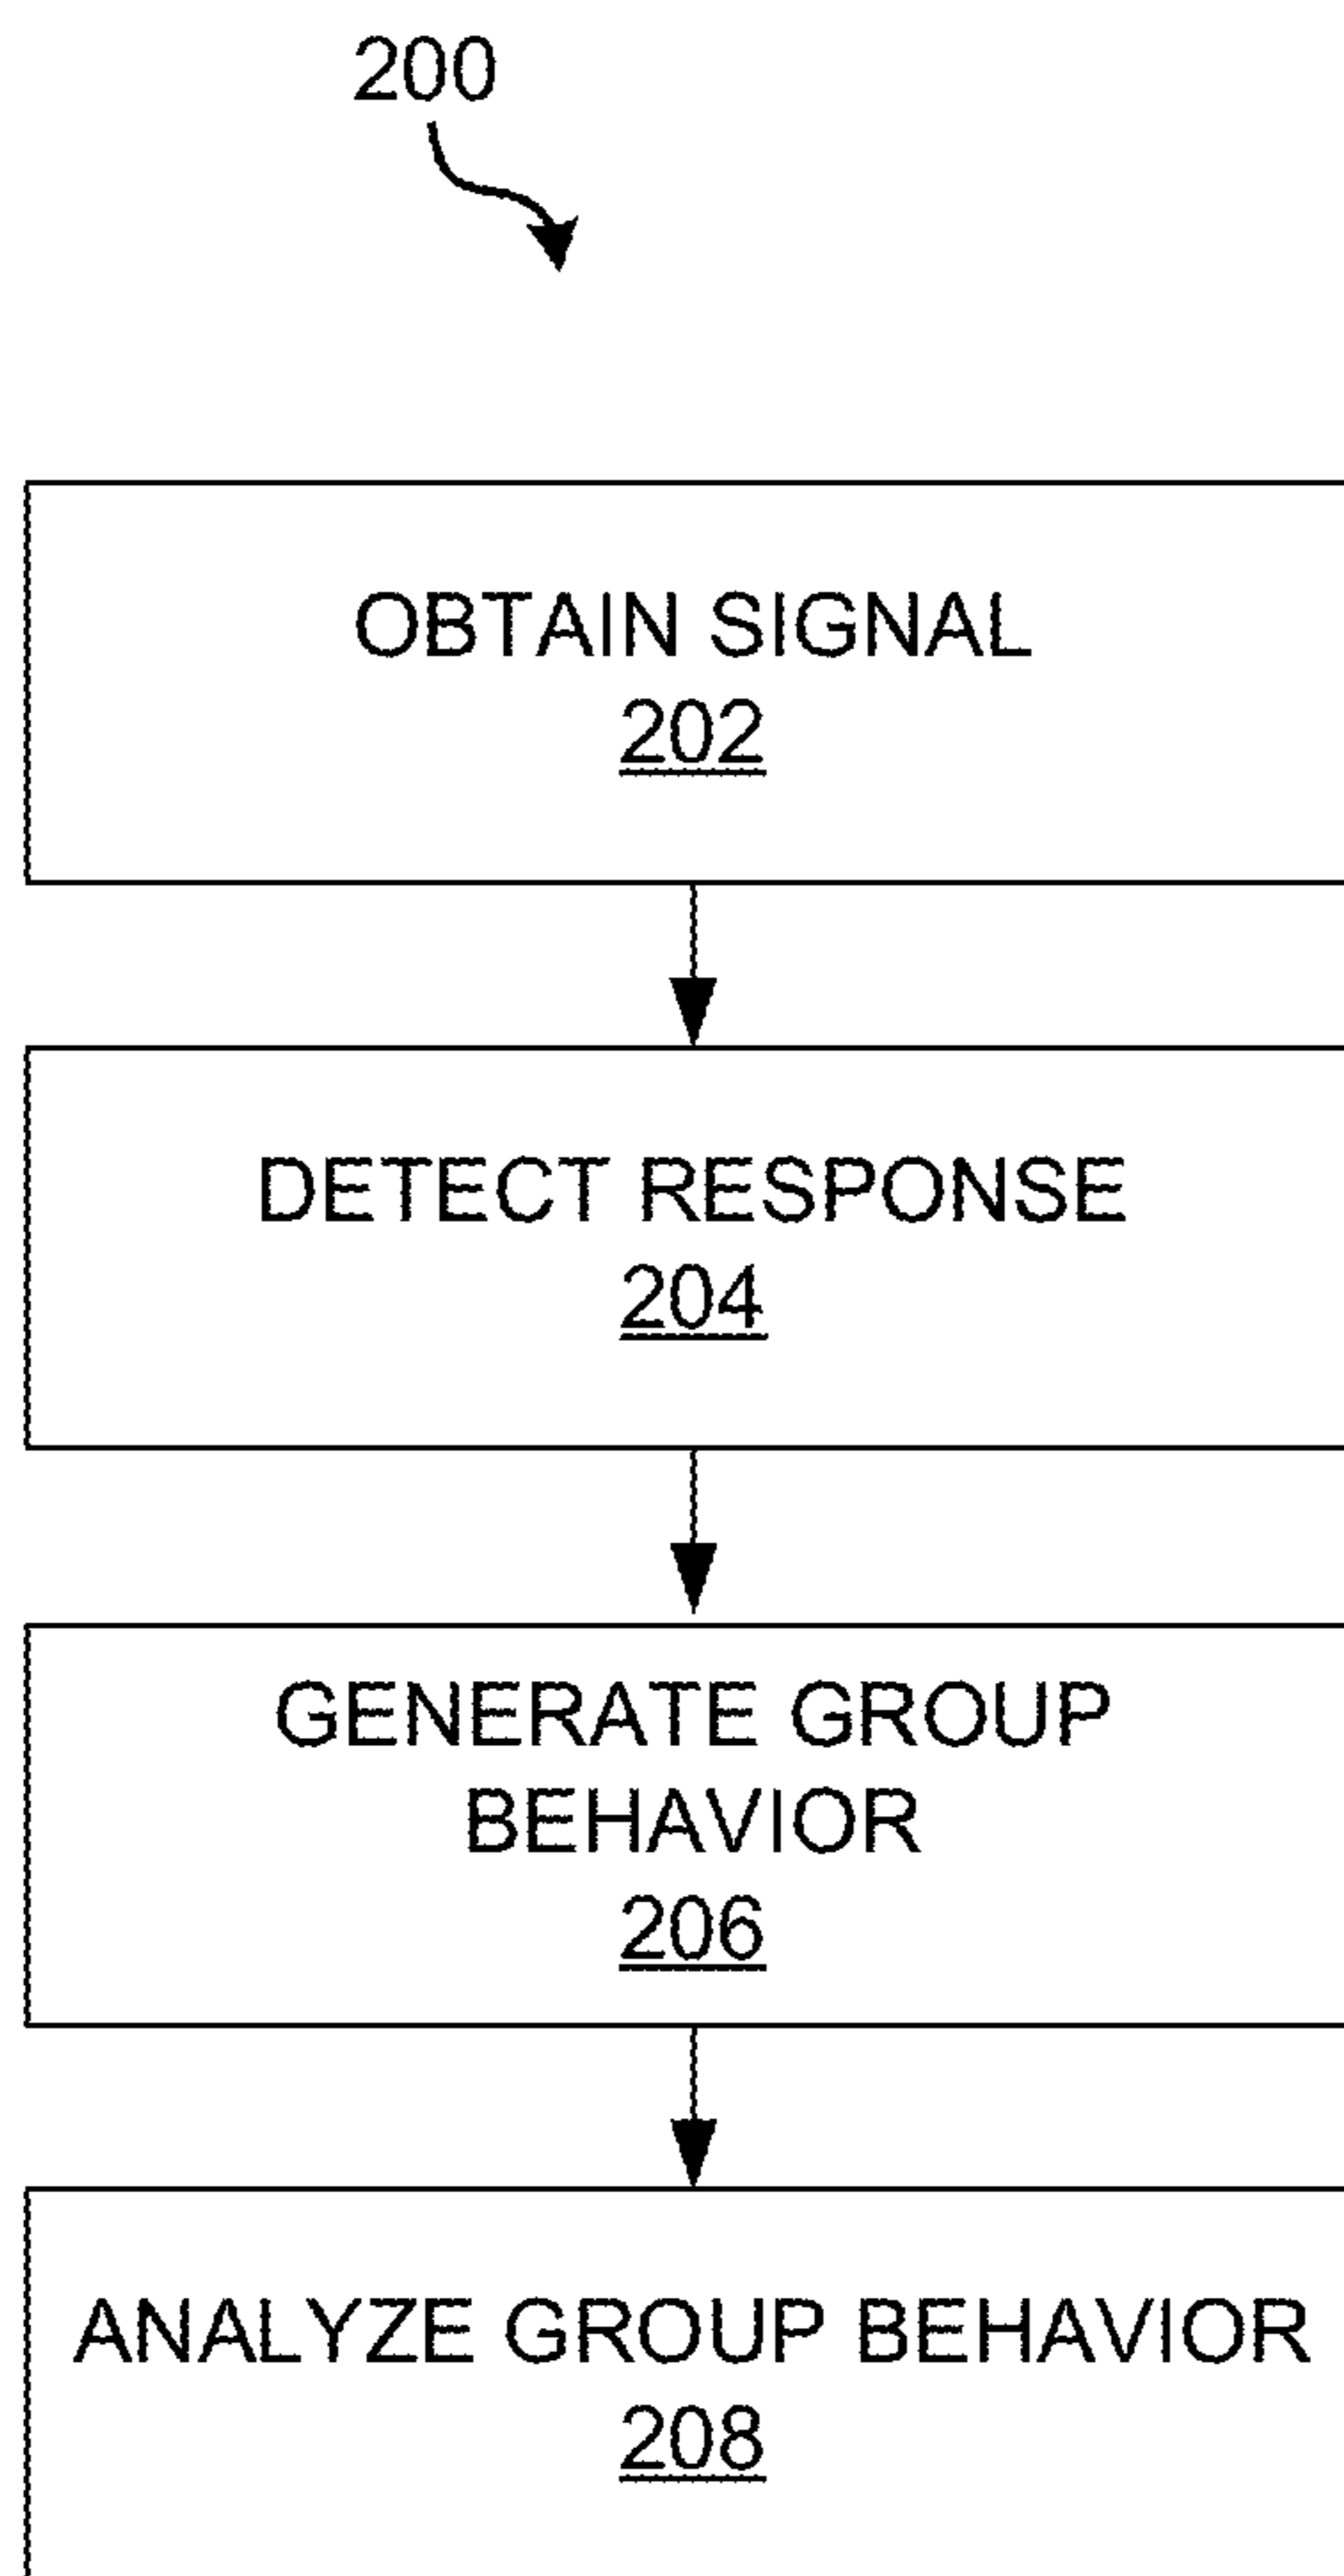 200
OBTAIN SIGNAL
202
DETECT RESPONSE
204
GENERATE GROUP
BEHAVIOR
206
ANALYZE GROUP BEHAVIOR
208